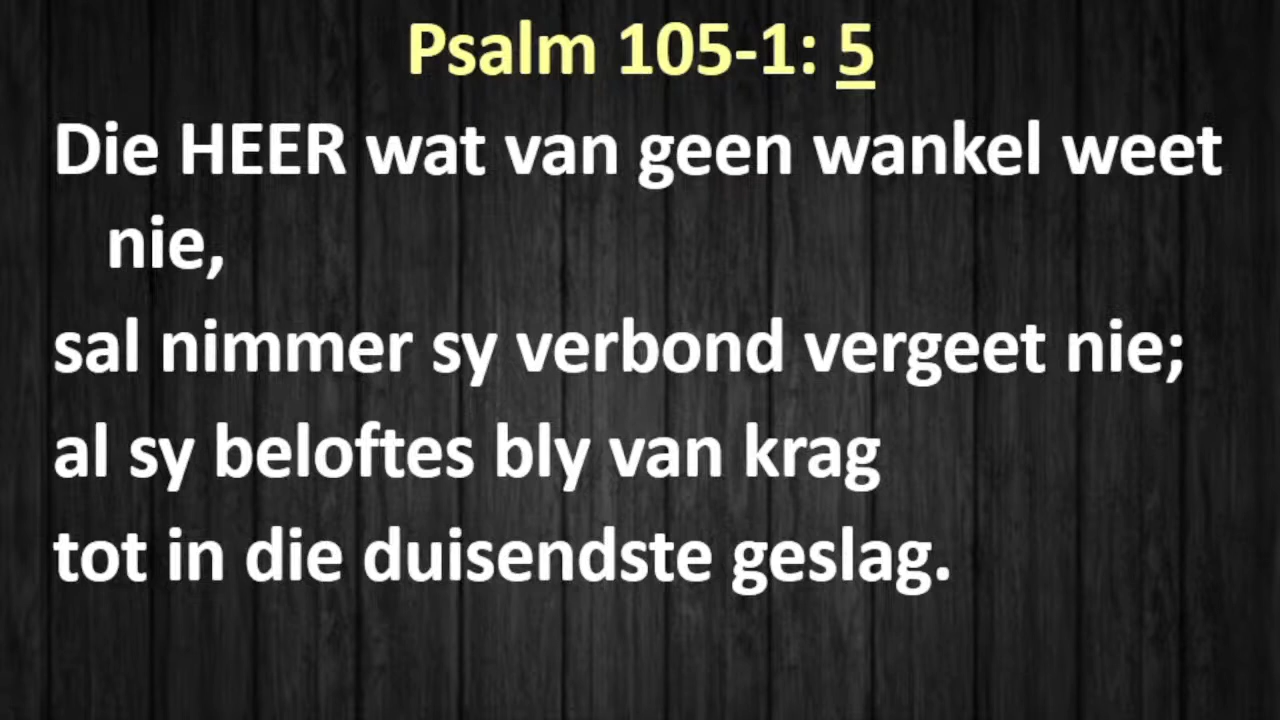 Psalm 105-1: 5
Die HEER wat van geen wankel weet
nie,
sal nimmer sy verbond vergeet nie;
al sy beloftes bly van krag
tot in die duisendste geslag.